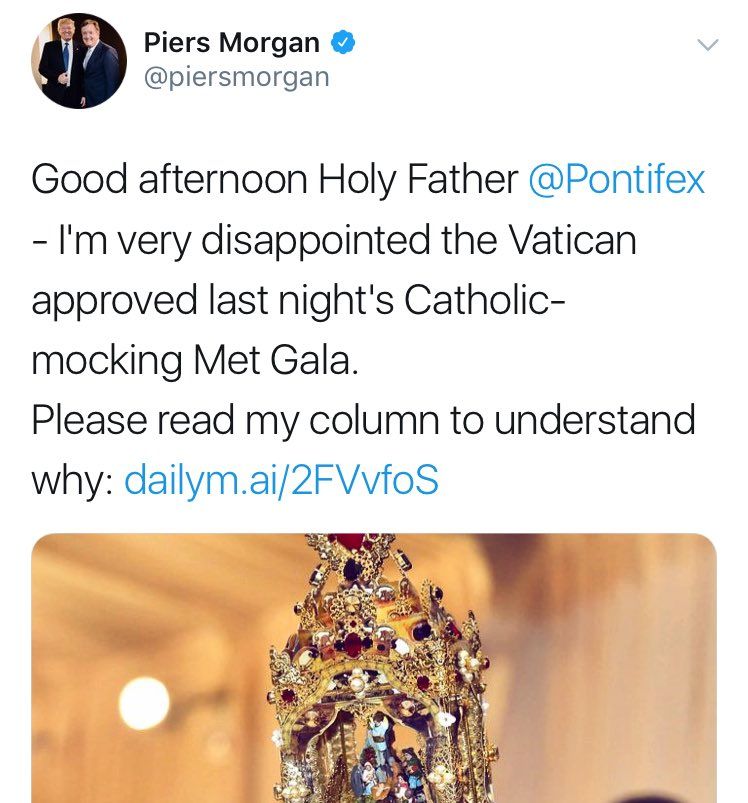 Piers Morgan
@piersmorgan
Good afternoon Holy Father @Pontifex
- I'm very disappointed the Vatican
approved last night's Catholic-
mocking Met Gala.
Please read my column to understand
why: dailym.ai/2FVvfoS